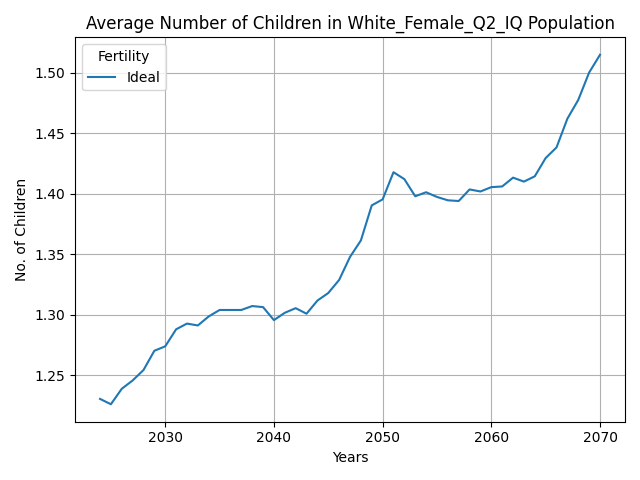 Average Number of Children in White_Female_Q2_IQ Population
Fertility
Ideal
1.50
1.45
1.40
1.35
1.30
1.25
No. of Children
2030 2040 2050 2060 2070
Years